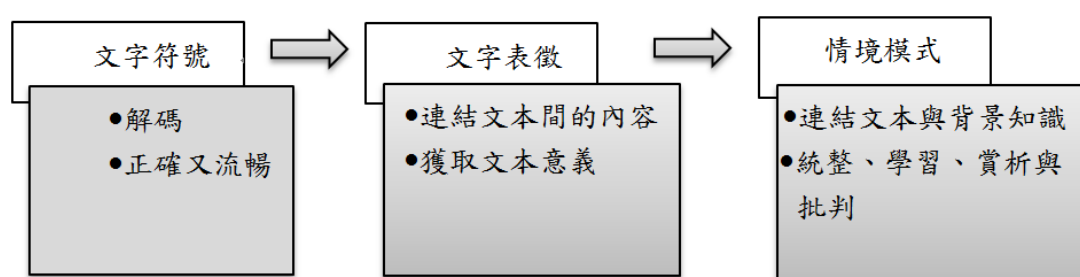 文字符號
●解碼
●正確又流暢
文字表徵
●連結文本間的內容
●獲取文本意義
情境模式
●連結文本與背景知識
●統整、學習、賞析與
批判